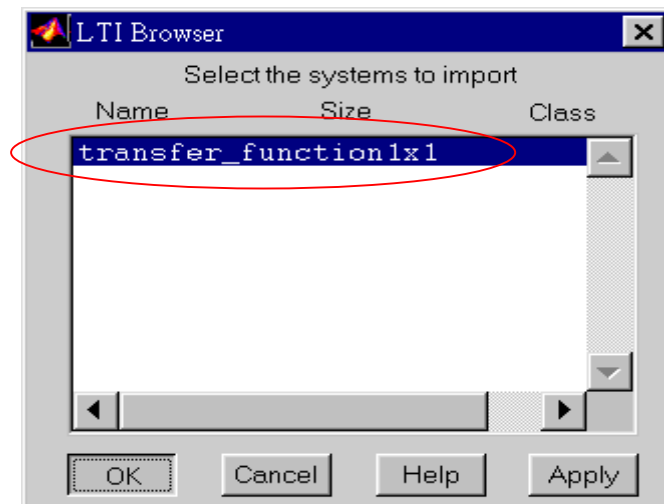 LTI Browser
Select the systems to import
Name Size Class
transfer_function1x1
OK Cancel Help Apply